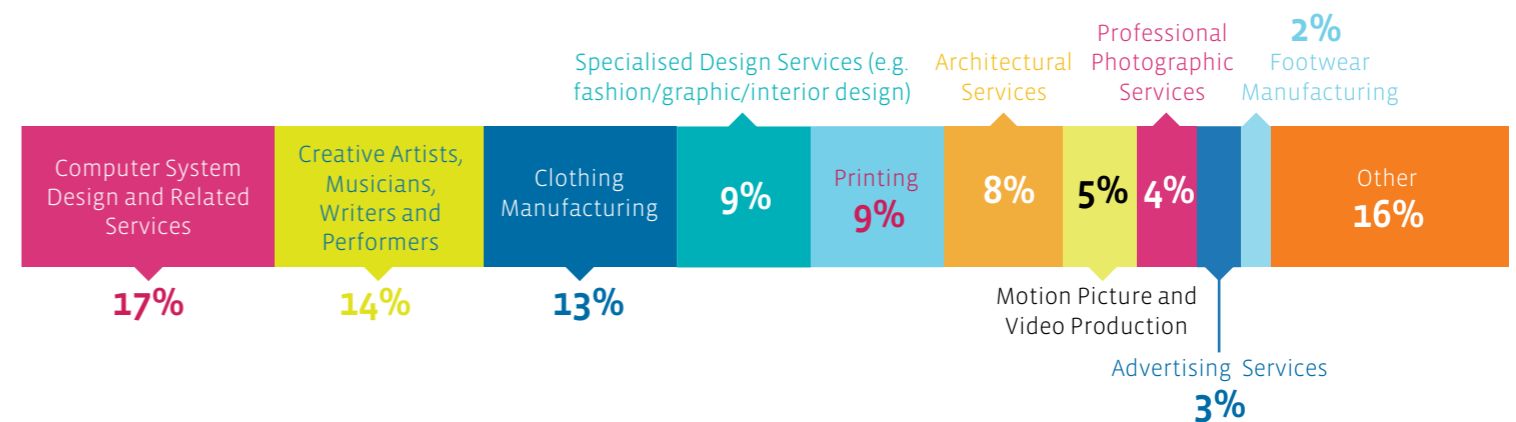 Computer System
Design and Related
Services
17%
Creative Artists,
Musicians,
Writers and
Performers
14%
Clothing
Manufacturing
13%
Specialised Design Services (e.g.
fashion/graphic/interior design)
9%
Printing
9%
Architectural
Services
8%
5%
Motion Picture and
Video Production
Professional
Photographic
Services
4%
Advertising Services
3%
2%
Footwear
Manufacturing
Other
16%